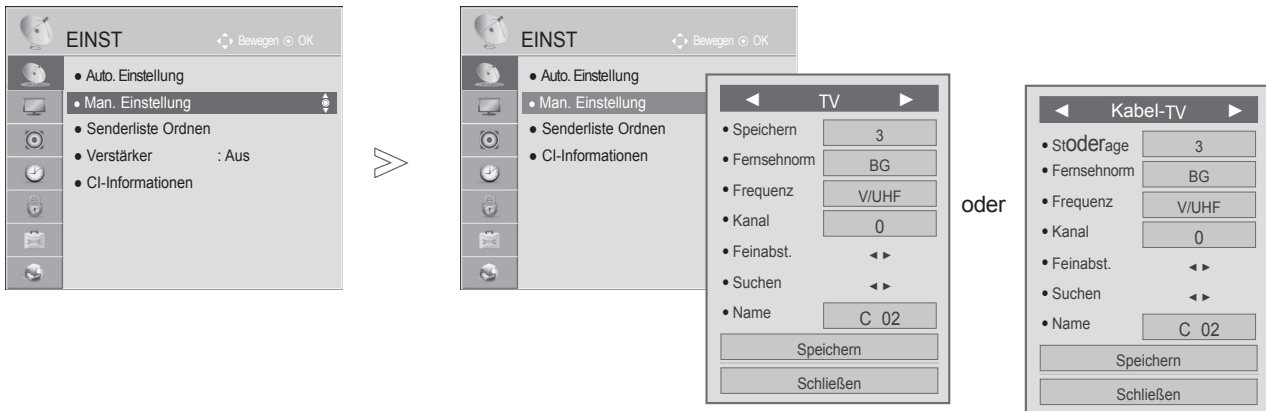 EINST
Bewegen OK
● Auto. Einstellung
● Man. Einstellung
● Senderliste Ordnen
● Verstärker : Aus
● CI-Informationen
EINST
Bewegen OK
● Auto. Einstellung
● Man. Einstellung
● Senderliste Ordnen
● CI-Informationen
◄ TV ►
• Speichern 3
• Fernsehnorm BG
• Frequenz V/UHF
• Kanal 0
• Feinabst. ◄ ►
• Suchen ◄ ►
• Name C 02
Speichern
Schließen
oder
◄ Kabel-TV ►
• Stoderage 3
• Fernsehnorm BG
• Frequenz V/UHF
• Kanal 0
• Feinabst. ◄ ►
• Suchen ◄ ►
• Name C 02
Speichern
Schließen